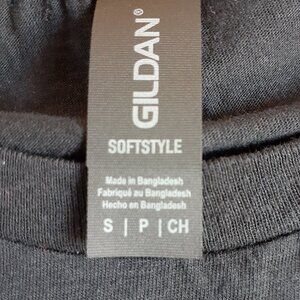 GILDAN®
SOFTSTYLE
Made in Bangladesh
Fabriqué au Bangladesh
Hecho en Bangladesh
S | P | CH